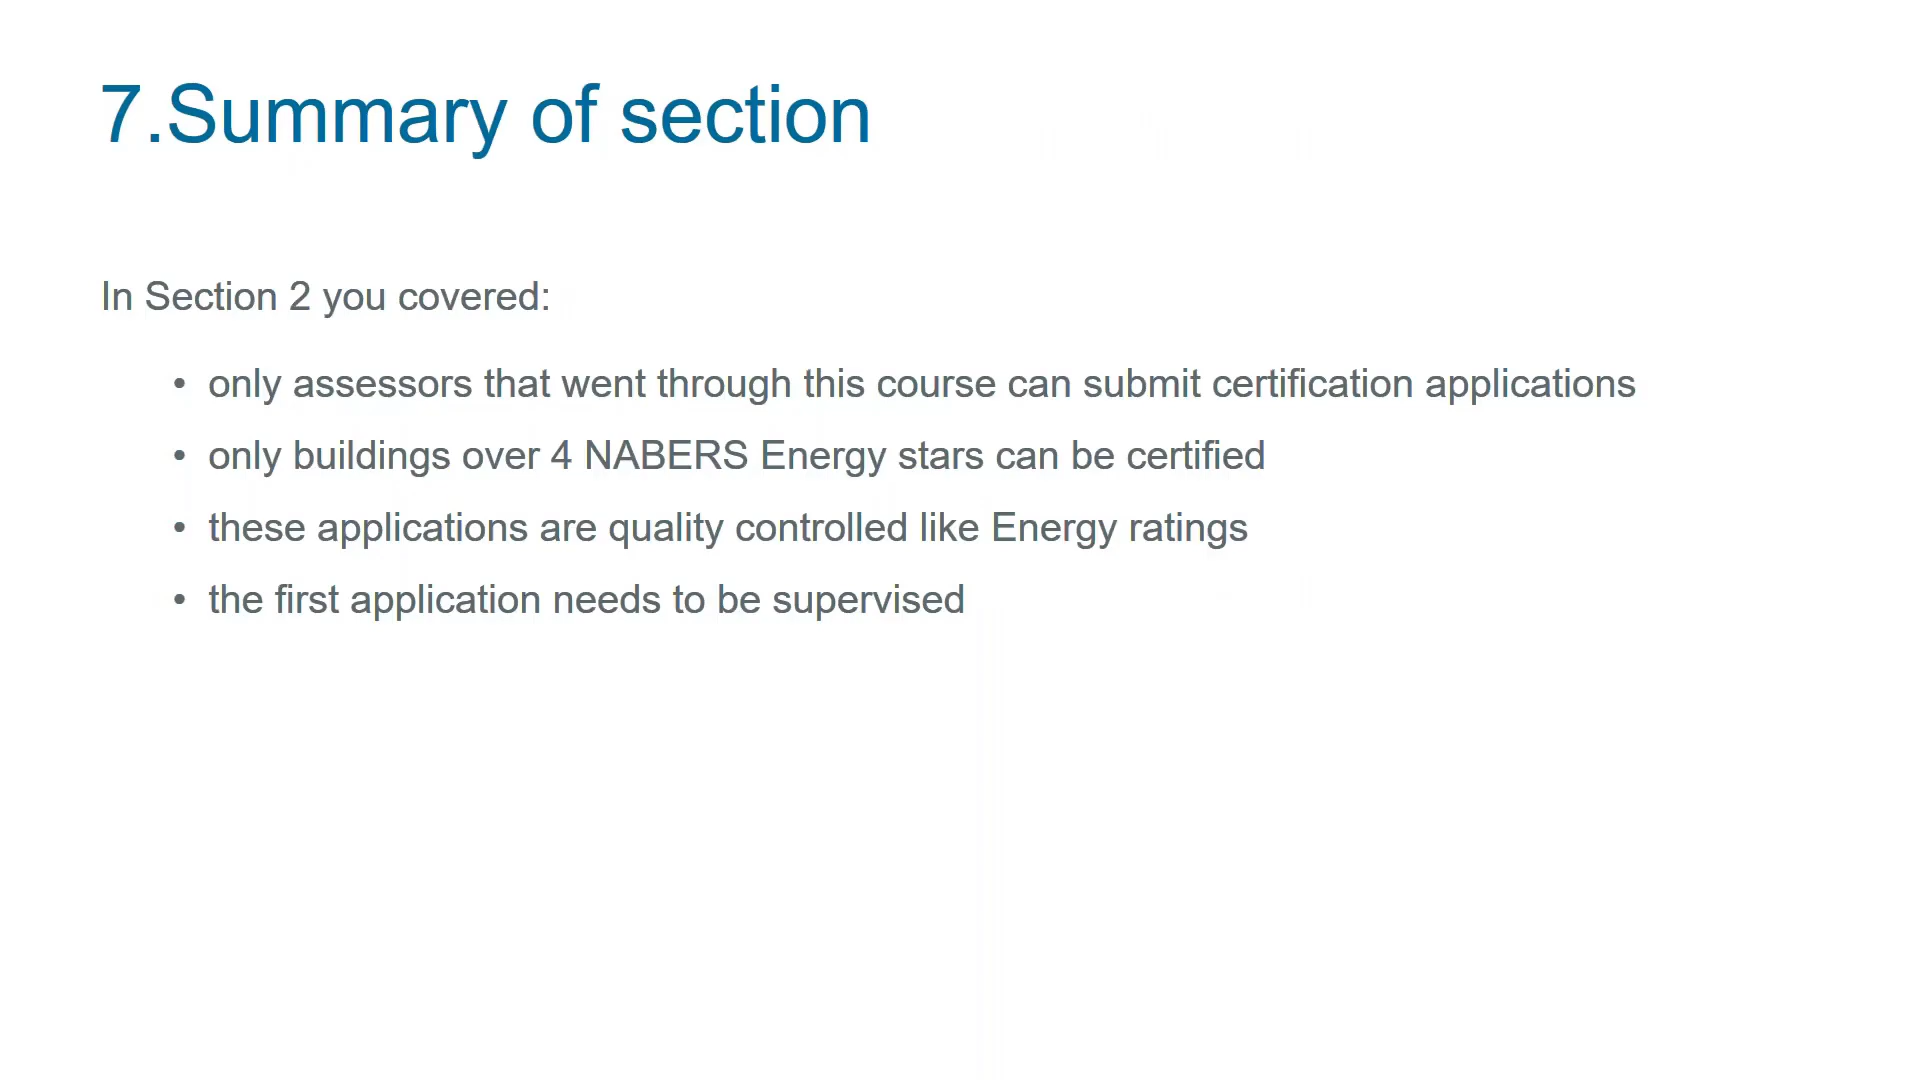 7.Summary of section
In Section 2 you covered:
• only assessors that went through this course can submit certification applications
• only buildings over 4 NABERS Energy stars can be certified
• these applications are quality controlled like Energy ratings
• the first application needs to be supervised